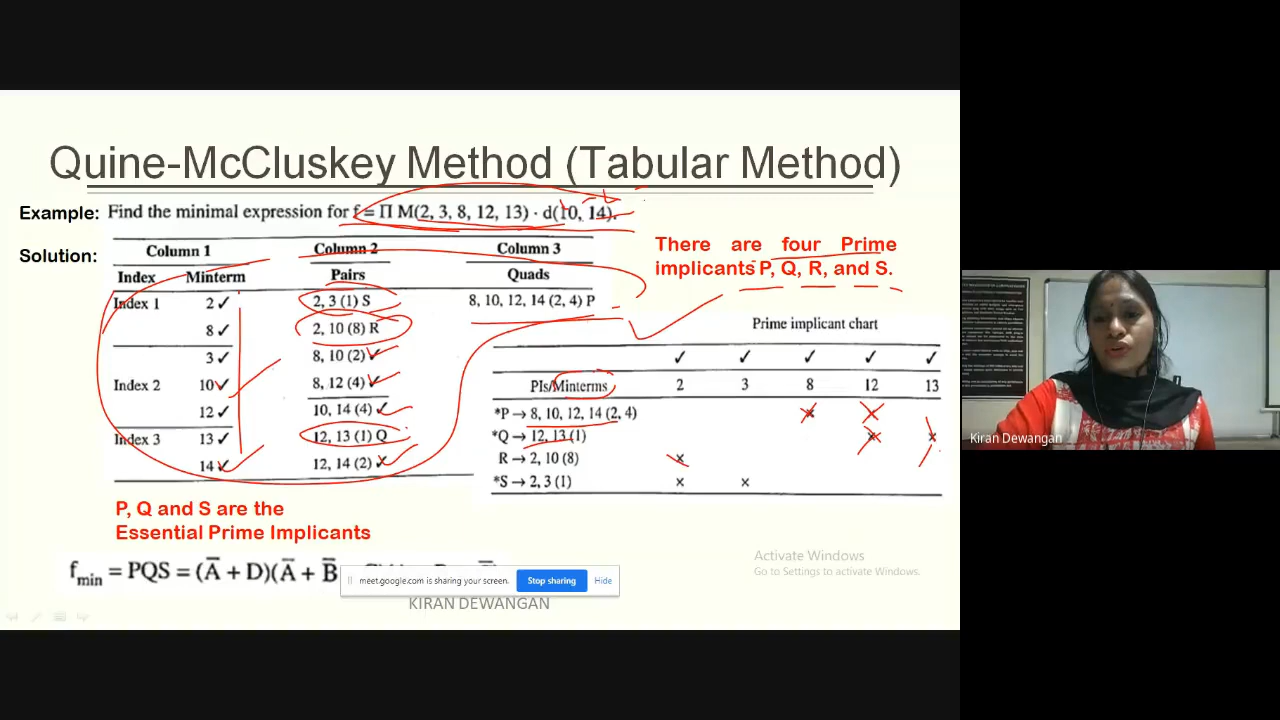 Quine-McCluskey Method (Tabular Method)
Example: Find the minimal expression for f = Π M(2, 3, 8, 12, 13) · d(10, 14).
Solution:
Column 1 Column 2 Column 3
Index Minterm Pairs Quads
Index 1 2 ✓ 2, 3 (1) S 8, 10, 12, 14 (2, 4) P
8 ✓ 2, 10 (8) R
3 ✓ 8, 10 (2) ✓
Index 2 10 ✓ 8, 12 (4) ✓
12 ✓ 10, 14 (4) ✓
Index 3 13 ✓ 12, 13 (1) Q
14 ✓ 12, 14 (2) ✓
There are four Prime
implicants P, Q, R, and S.
Prime implicant chart
✓ ✓ ✓ ✓ ✓
PIs/Minterms 2 3 8 12 13
*P → 8, 10, 12, 14 (2, 4) × ×
*Q → 12, 13 (1) × ×
R → 2, 10 (8) ×
*S → 2, 3 (1) × ×
P, Q and S are the
Essential Prime Implicants
fmin = PQS = (A̅ + D)(A̅ + B̅
meet.google.com is sharing your screen. Stop sharing Hide
KIRAN DEWANGAN
Activate Windows
Go to Settings to activate Windows.
Kiran Dewangan